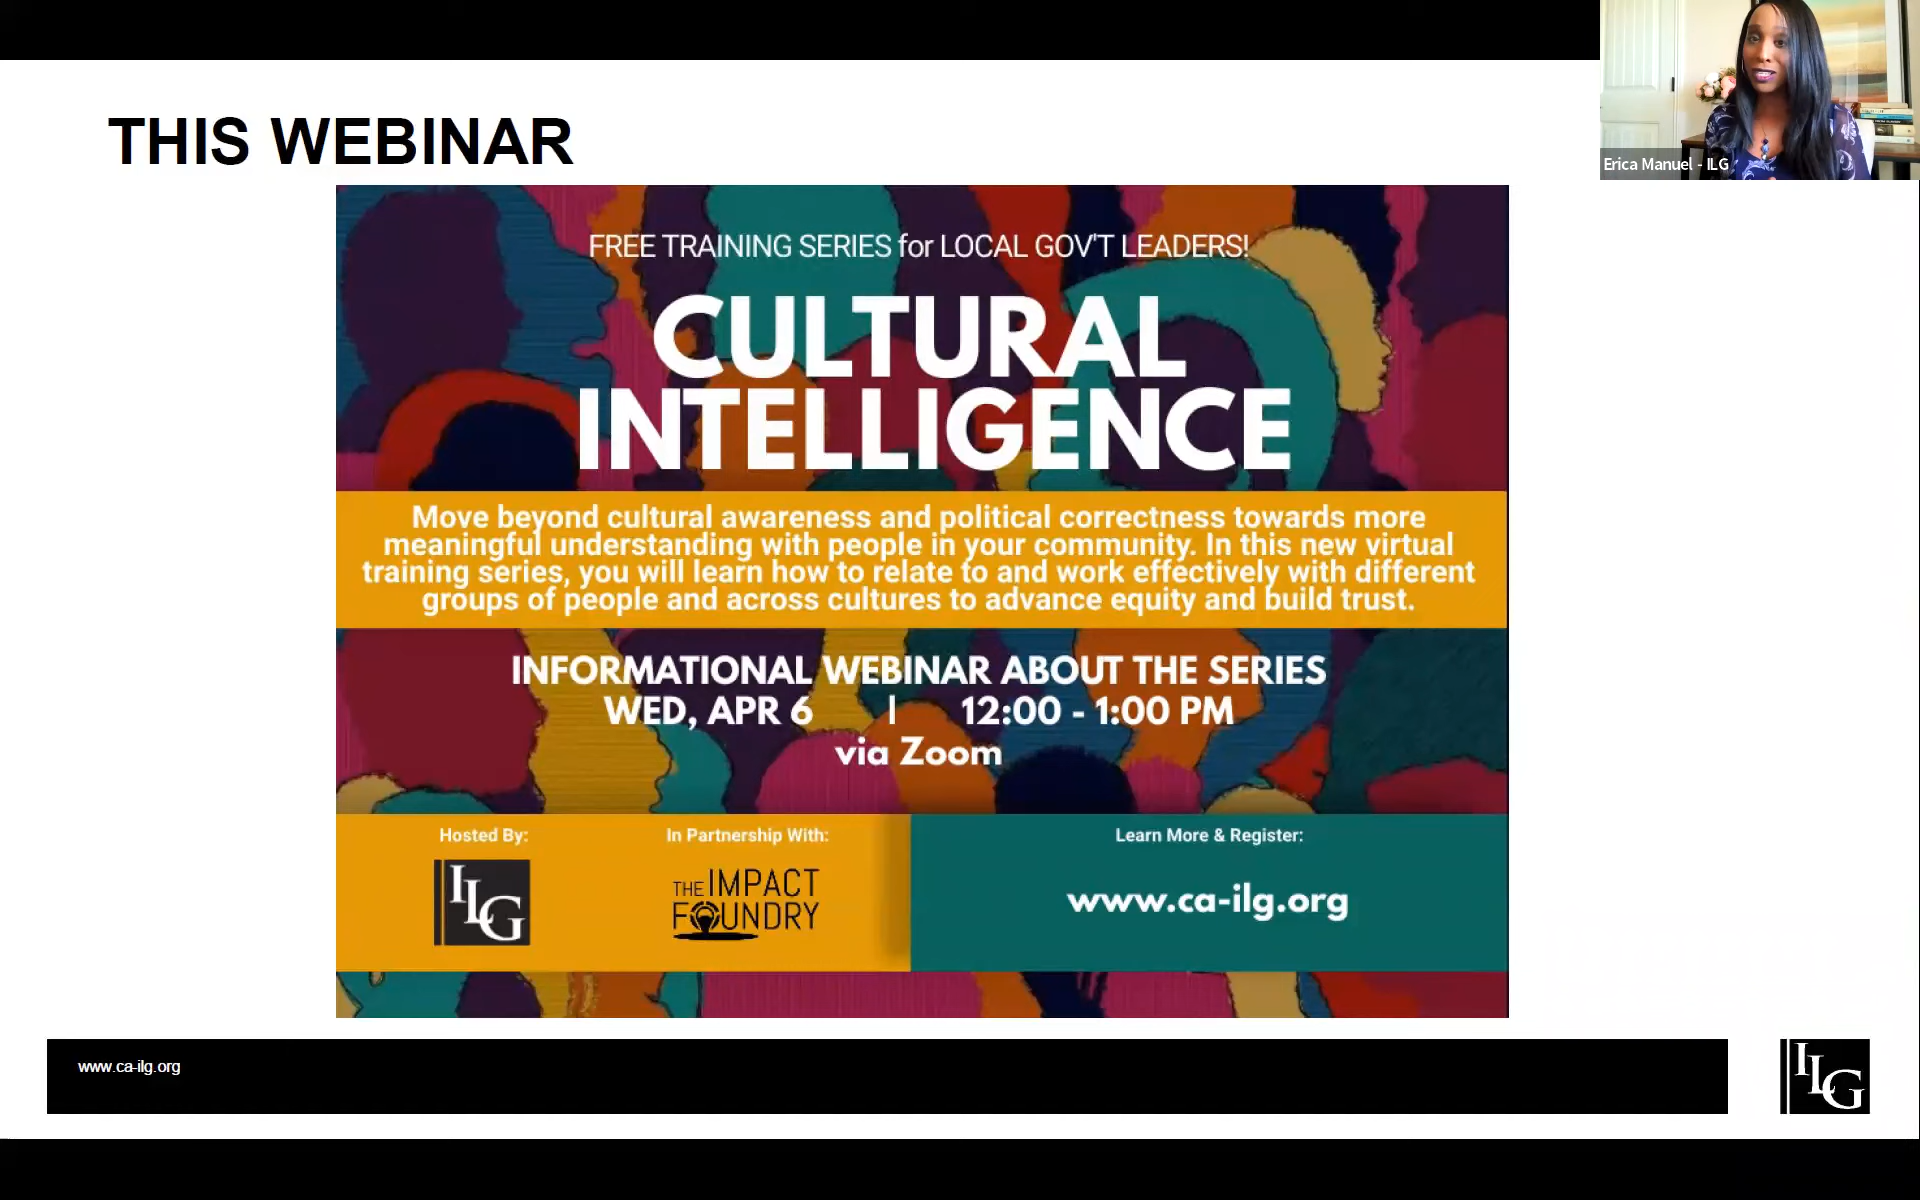 THIS WEBINAR
Erica Manuel - ILG
FREE TRAINING SERIES for LOCAL GOV'T LEADERS!
CULTURAL
INTELLIGENCE
Move beyond cultural awareness and political correctness towards more
meaningful understanding with people in your community. In this new virtual
training series, you will learn how to relate to and work effectively with different
groups of people and across cultures to advance equity and build trust.
INFORMATIONAL WEBINAR ABOUT THE SERIES
WED, APR 6 | 12:00 - 1:00 PM
via Zoom
Hosted By:
ILG
In Partnership With:
THE IMPACT
FOUNDRY
Learn More & Register:
www.ca-ilg.org
www.ca-ilg.org
ILG